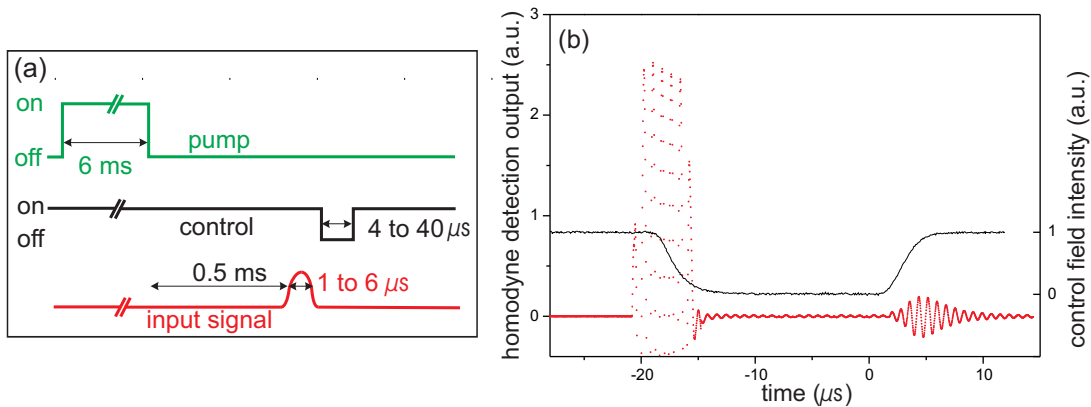 (a)
on
off
pump
6 ms
on
off
control
4 to 40 μs
0.5 ms
1 to 6 μs
input signal
(b)
homodyne detection output (a.u.)
3
2
1
0
-20
-10
0
10
time (μs)
1
0
control field intensity (a.u.)